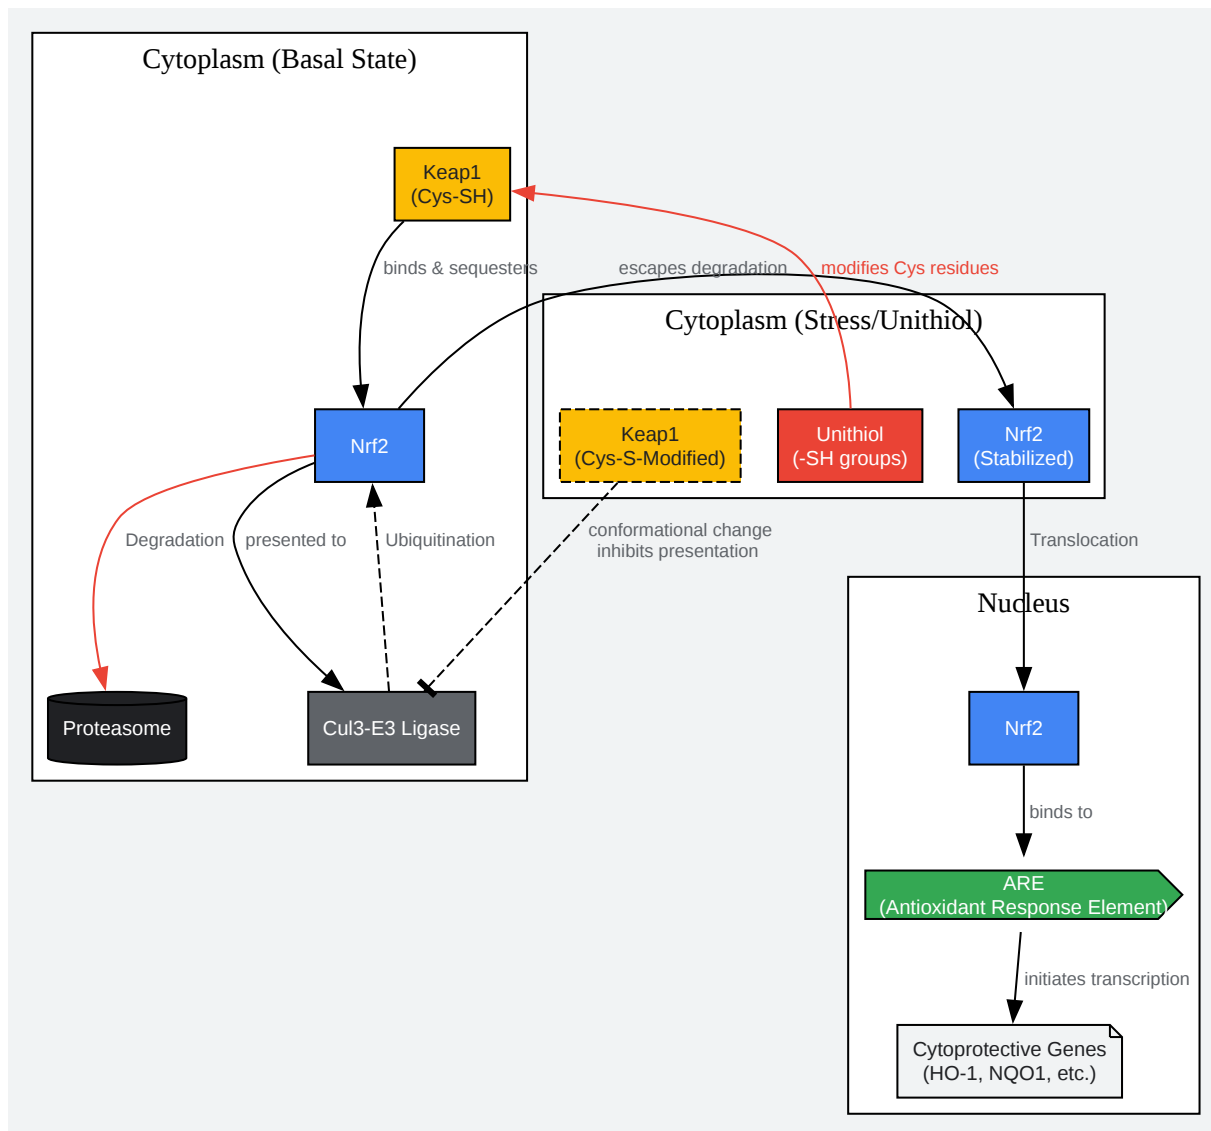 Cytoplasm (Basal State)
Keap1
(Cys-SH)
binds & sequesters
escapes degradation
modifies Cys residues
Cytoplasm (Stress/Unithiol)
Nrf2
Keap1
(Cys-S-Modified)
Unithiol
(-SH groups)
Nrf2
(Stabilized)
Degradation
presented to
Ubiquitination
conformational change
inhibits presentation
Translocation
Nucleus
Proteasome
Cul3-E3 Ligase
Nrf2
binds to
ARE
(Antioxidant Response Element)
initiates transcription
Cytoprotective Genes
(HO-1, NQO1, etc.)